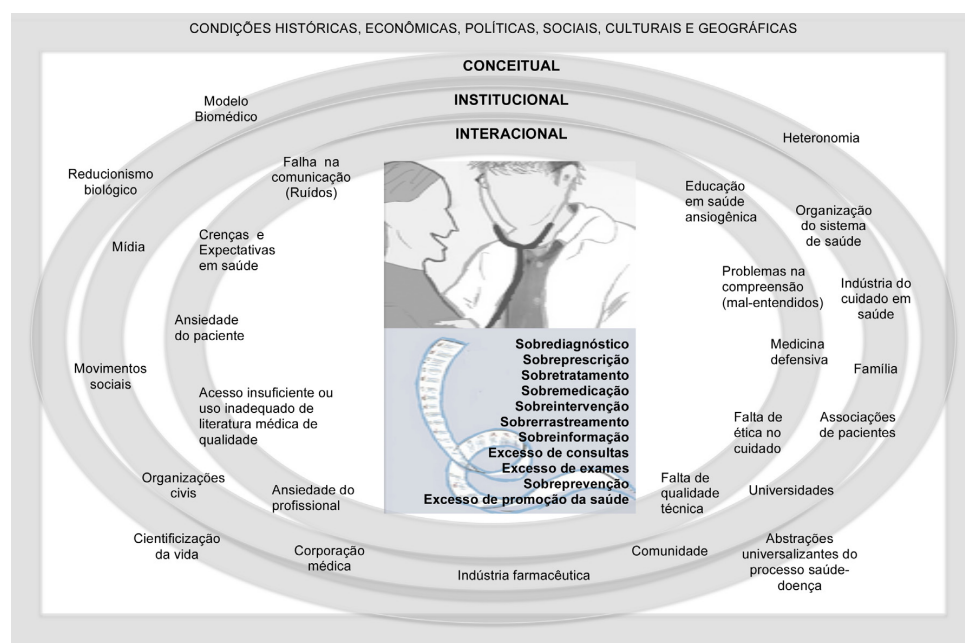 CONDIÇÕES HISTÓRICAS, ECONÔMICAS, POLÍTICAS, SOCIAIS, CULTURAIS E GEOGRÁFICAS
CONCEITUAL
INSTITUCIONAL
INTERACIONAL
Modelo
Biomédico
Reducionismo
biológico
Mídia
Movimentos
sociais
Organizações
civis
Cientificização
da vida
Falha na
comunicação
(Ruídos)
Crenças e
Expectativas
em saúde
Ansiedade
do paciente
Acesso insuficiente ou
uso inadequado de
literatura médica de
qualidade
Ansiedade do
profissional
Corporação
médica
Sobrediagnóstico
Sobreprescrição
Sobretratamento
Sobremedicação
Sobreintervenção
Sobrerrastreamento
Sobreinformação
Excesso de consultas
Excesso de exames
Sobreprevenção
Excesso de promoção da saúde
Indústria farmacêutica
Heteronomia
Educação
em saúde
ansiogênica
Organização
do sistema
de saúde
Problemas na
compreensão
(mal-entendidos)
Indústria do
cuidado em
saúde
Medicina
defensiva
Família
Falta de
ética no
cuidado
Associações
de pacientes
Falta de
qualidade
técnica
Universidades
Comunidade
Abstrações
universalizantes do
processo saúde-
doença